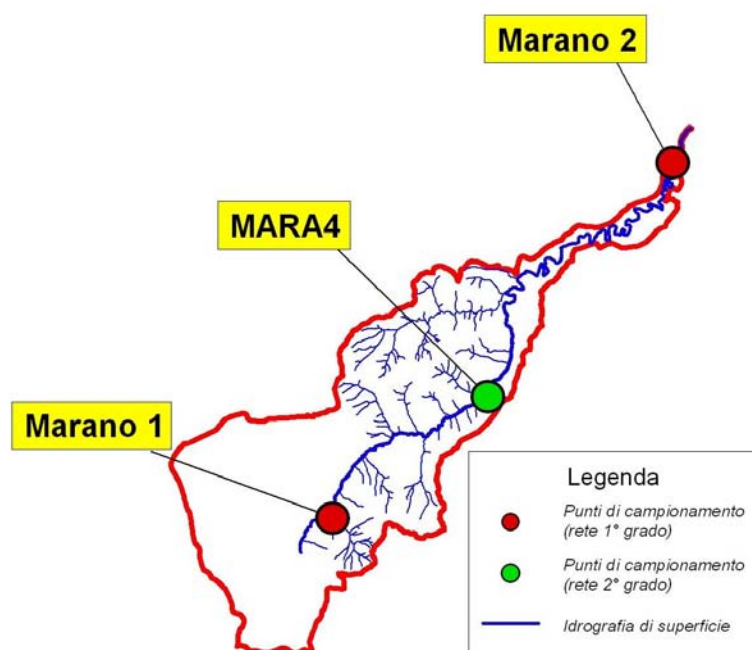 Marano 2
MARA4
Marano 1
Legenda
Punti di campionamento
(rete 1° grado)
Punti di campionamento
(rete 2° grado)
Idrografia di superficie